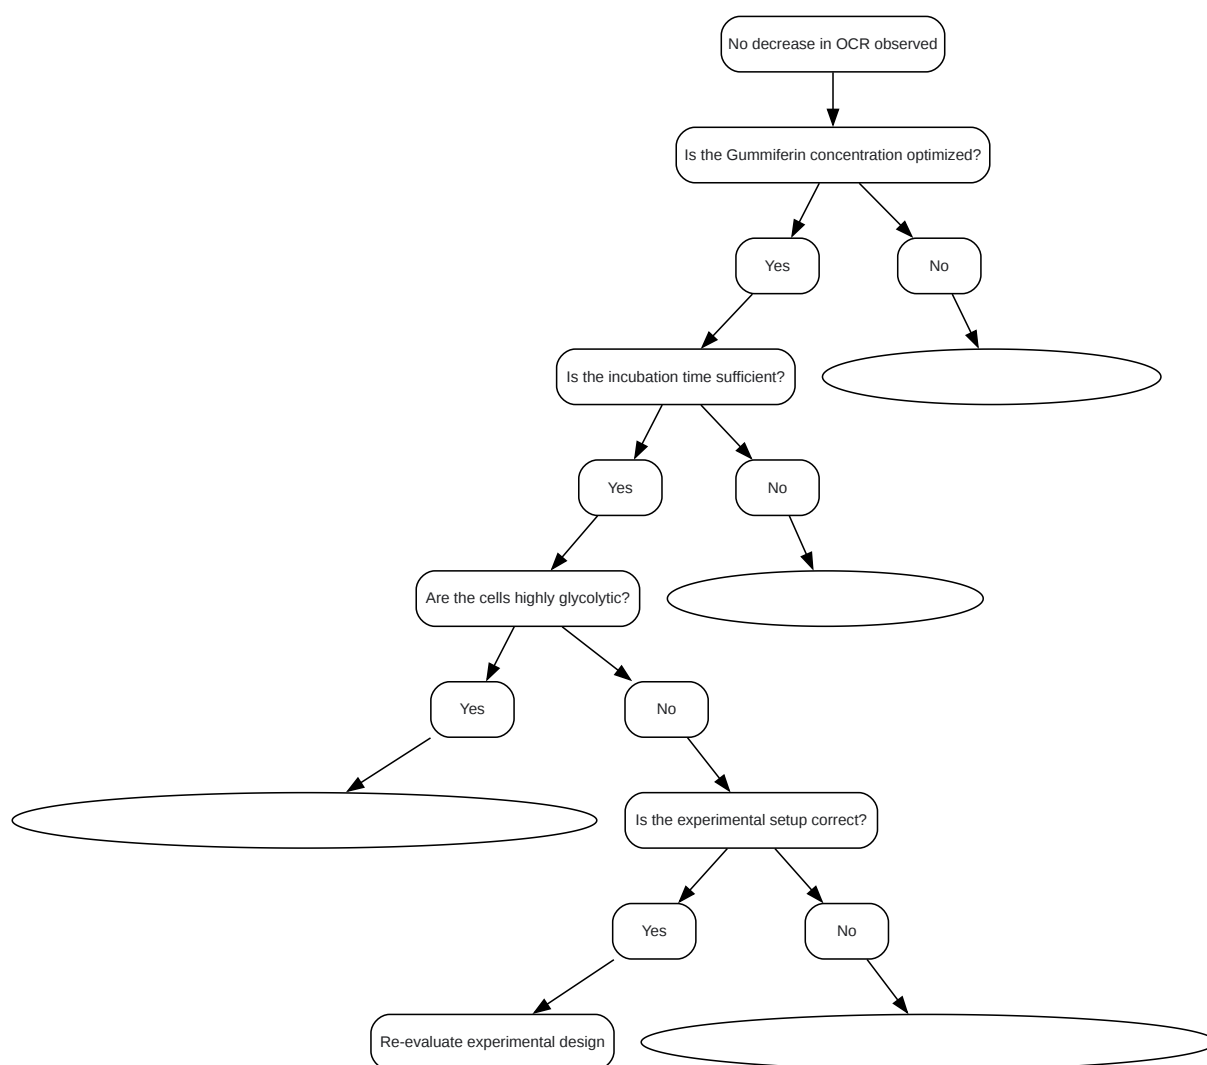 No decrease in OCR observed
Is the Gummiferin concentration optimized?
Yes
No
Is the incubation time sufficient?
Yes
No
Are the cells highly glycolytic?
Yes
No
Is the experimental setup correct?
Yes
No
Re-evaluate experimental design